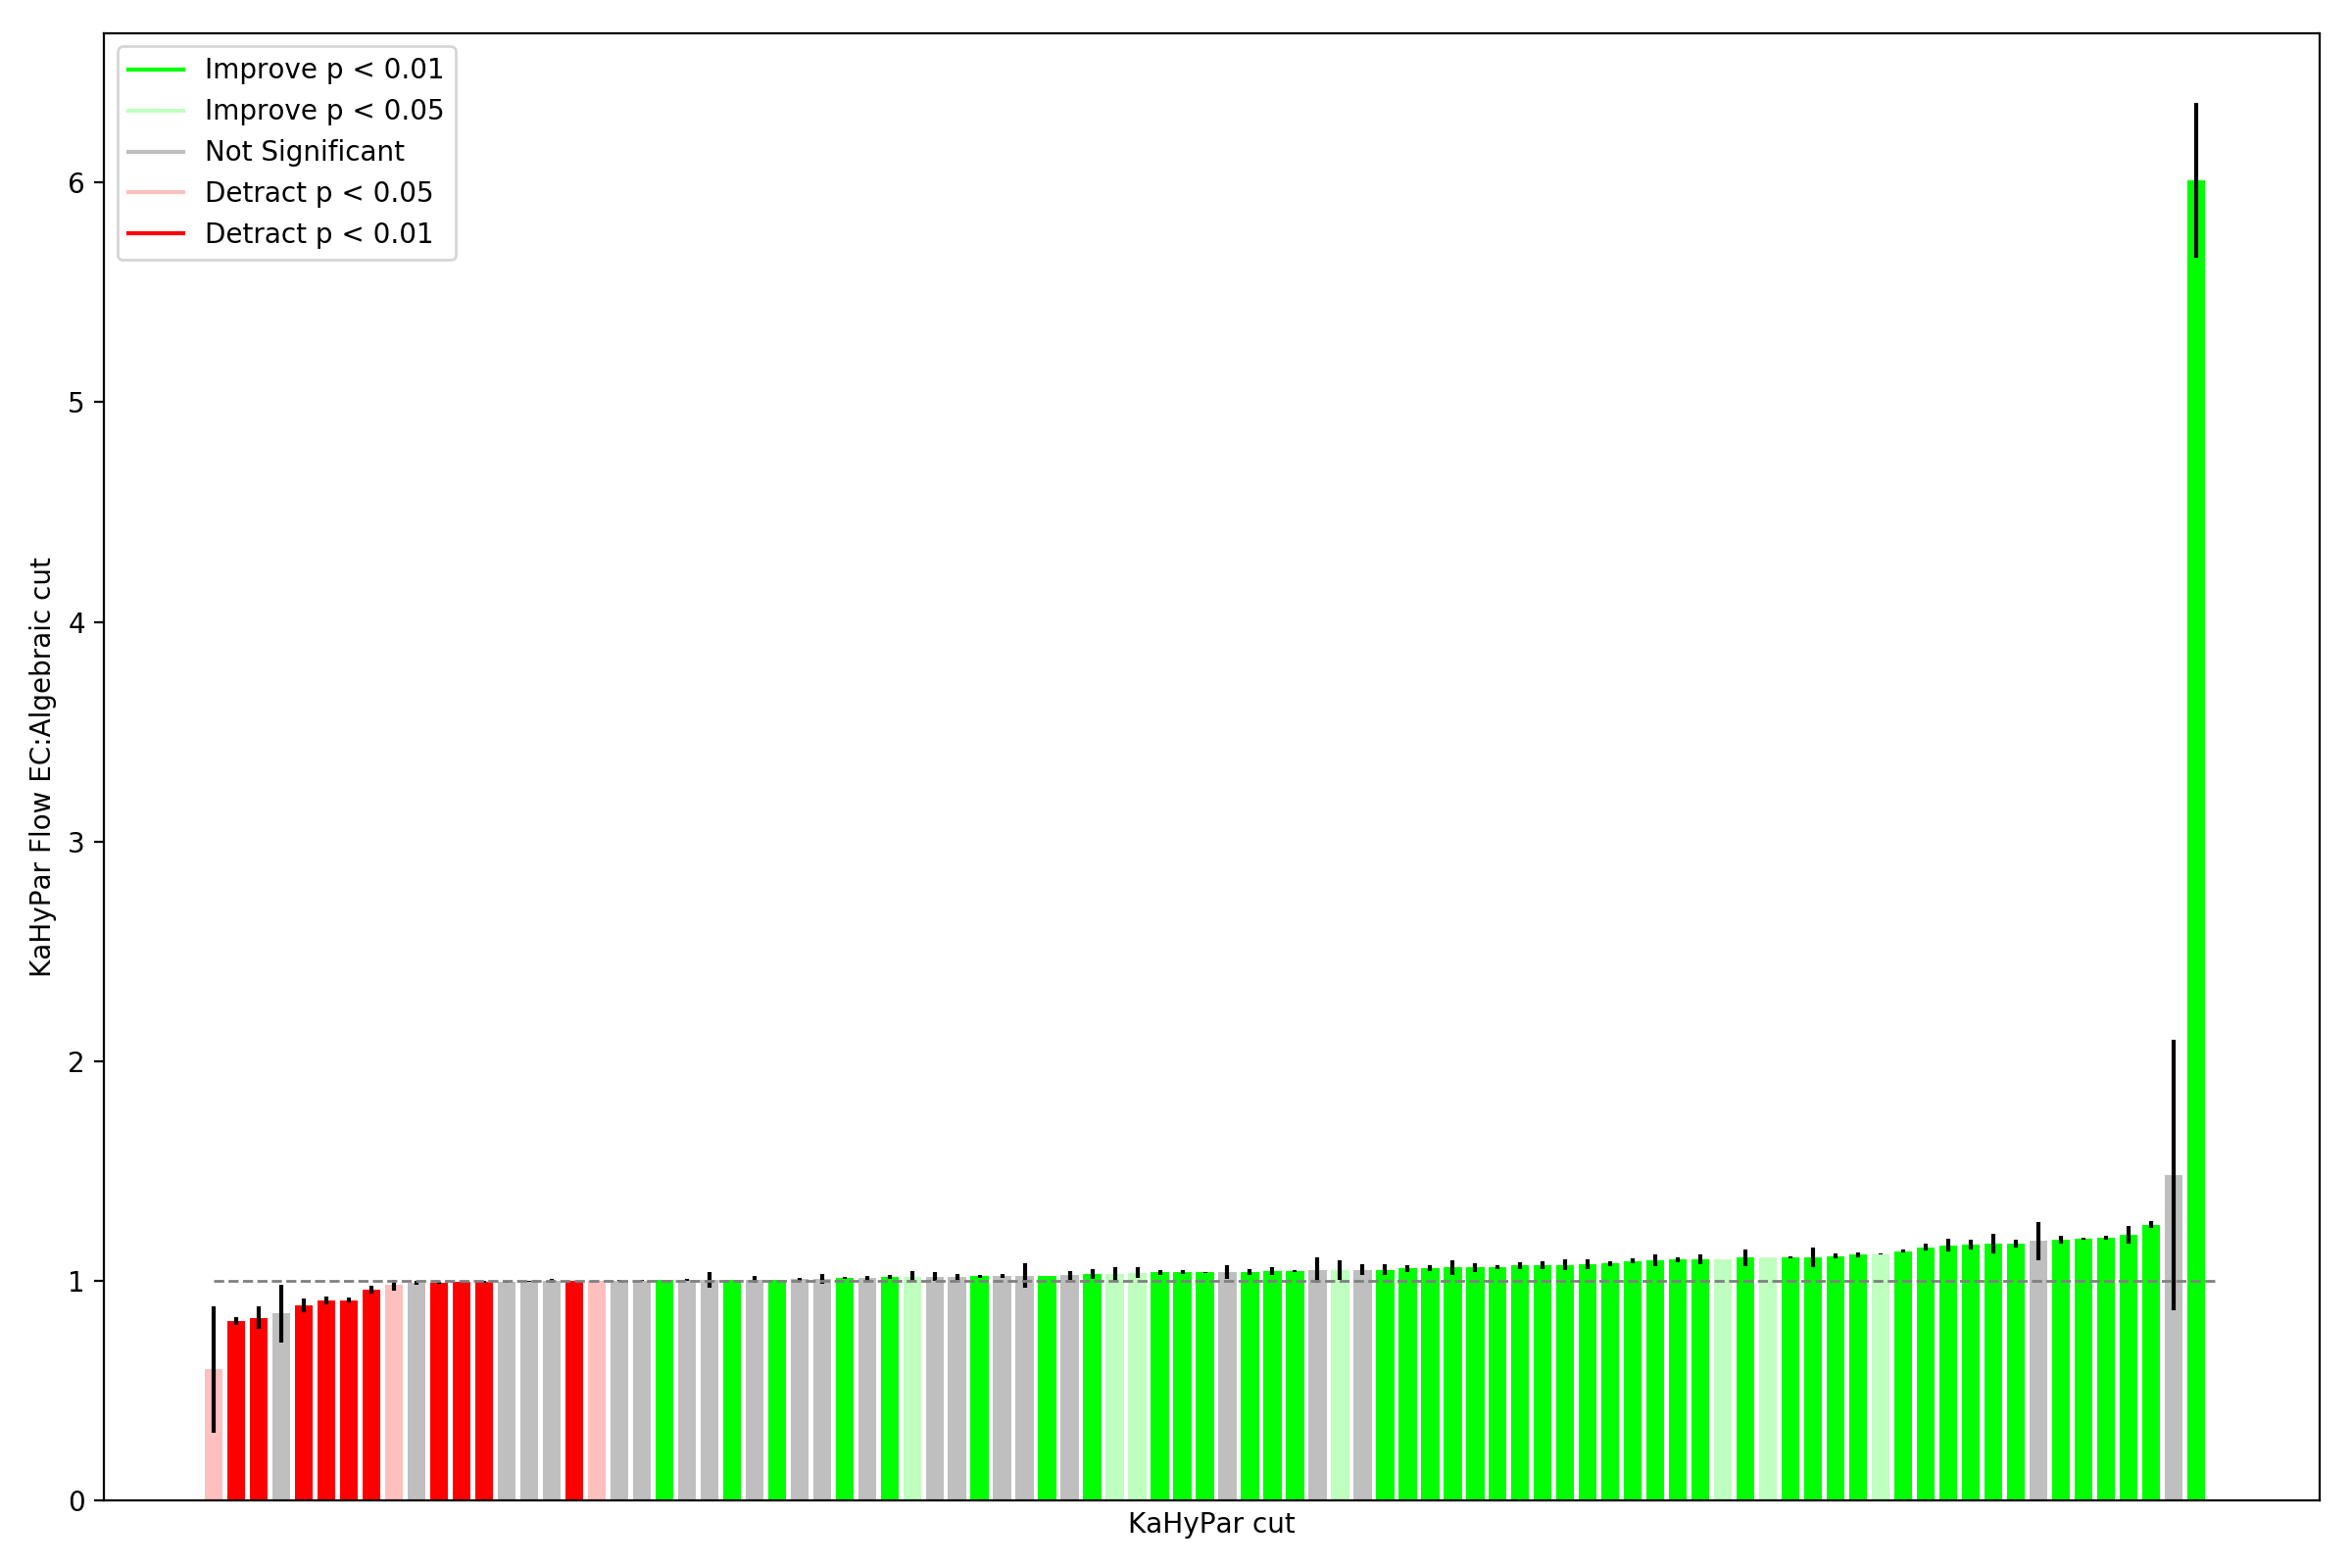 Improve p < 0.01
Improve p < 0.05
Not Significant
Detract p < 0.05
Detract p < 0.01
KaHyPar Flow EC:Algebraic cut
6
5
4
3
2
1
0
KaHyPar cut